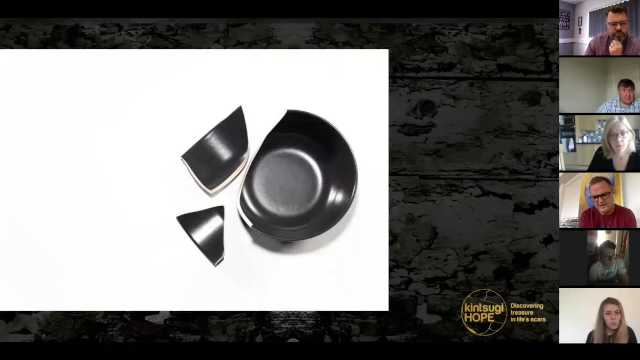 kintsugi
HOPE
Discovering
treasure
in life's scars